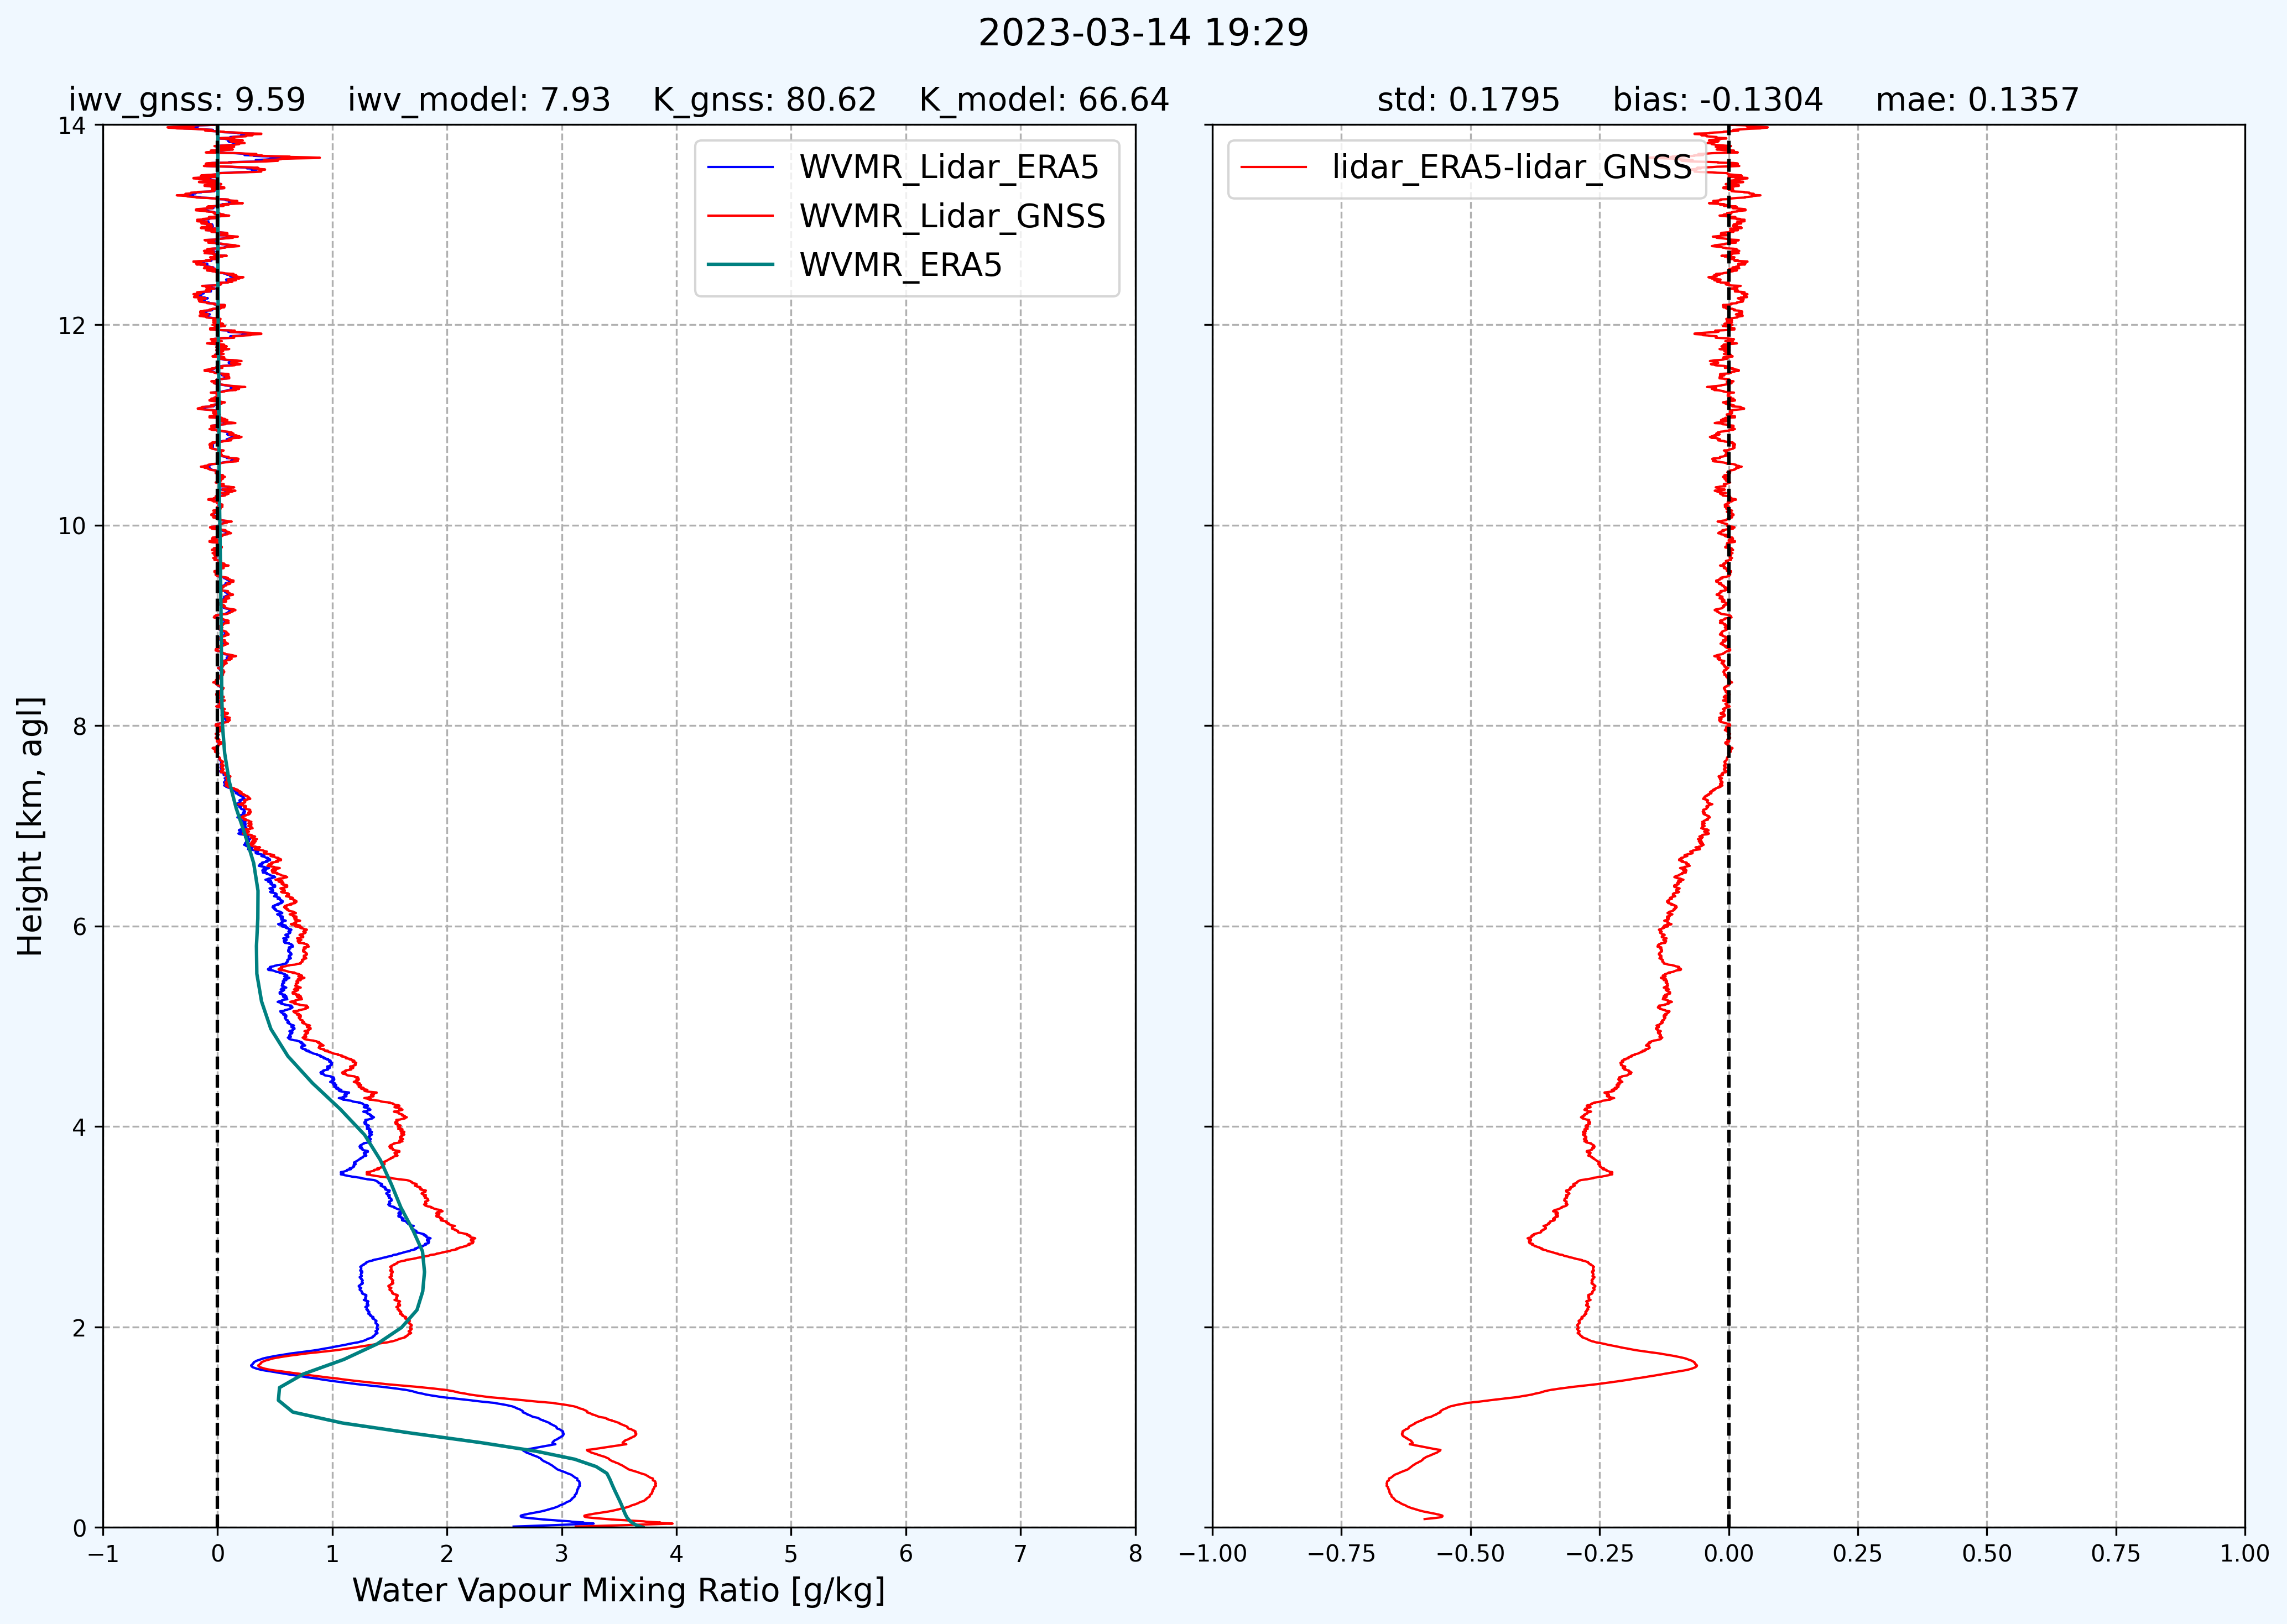 2023-03-14 19:29
iwv_gnss: 9.59 iwv_model: 7.93 K_gnss: 80.62 K_model: 66.64
std: 0.1795 bias: -0.1304 mae: 0.1357
WVMR_Lidar_ERA5
WVMR_Lidar_GNSS
WVMR_ERA5
lidar_ERA5-lidar_GNSS
14
12
10
8
6
4
2
0
Height [km, agl]
−1 0 1 2 3 4 5 6 7 8
Water Vapour Mixing Ratio [g/kg]
−1.00 −0.75 −0.50 −0.25 0.00 0.25 0.50 0.75 1.00